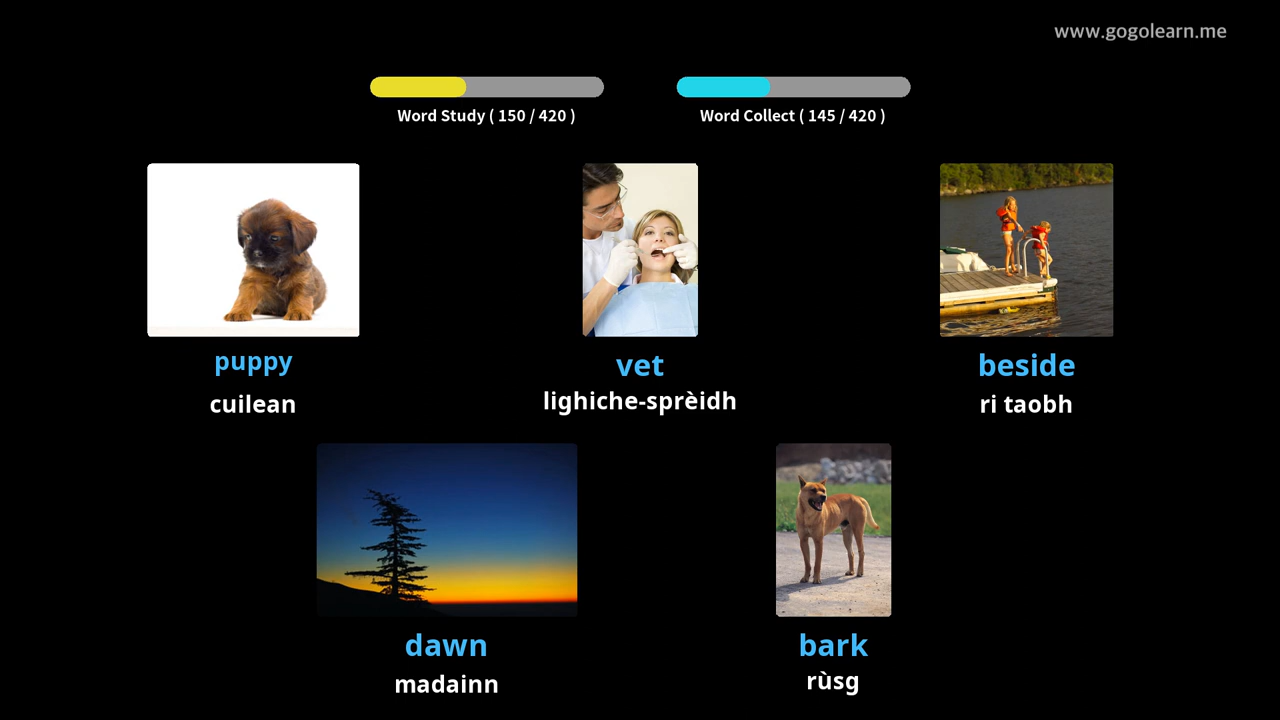 www.gogolearn.me
Word Study ( 150 / 420 )
Word Collect ( 145 / 420 )
puppy
cuilean
vet
lighiche-sprèidh
beside
ri taobh
dawn
madainn
bark
rùsg